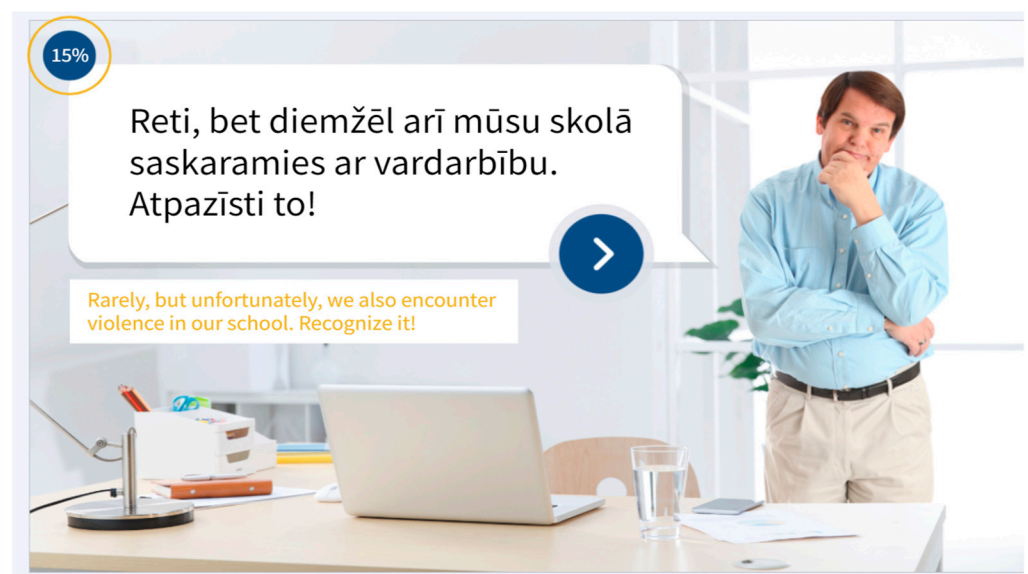 15%
Reti, bet diemžēl arī mūsu skolā
saskaramies ar vardarbību.
Atpazīsti to!
Rarely, but unfortunately, we also encounter
violence in our school. Recognize it!